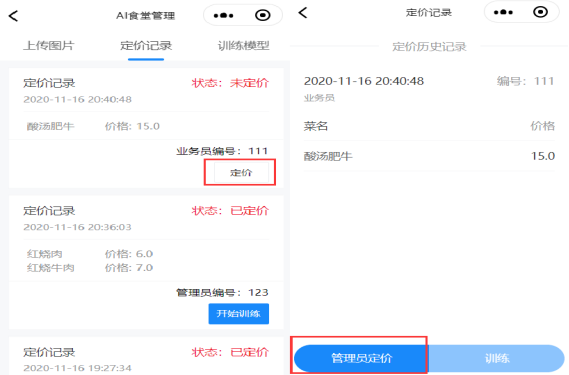 AI食堂管理
上传图片 定价记录 训练模型
定价记录 状态：未定价
2020-11-16 20:40:48
酸汤肥牛 价格: 15.0
业务员编号：111
定价
定价记录 状态：已定价
2020-11-16 20:36:03
红烧肉 价格: 6.0
红烧牛肉 价格: 7.0
管理员编号：123
开始训练
定价记录 状态：已定价
2020-11-16 19:27:34
定价记录
定价历史记录
2020-11-16 20:40:48 编号：111
业务员
菜名 价格
酸汤肥牛 15.0
管理员定价 训练